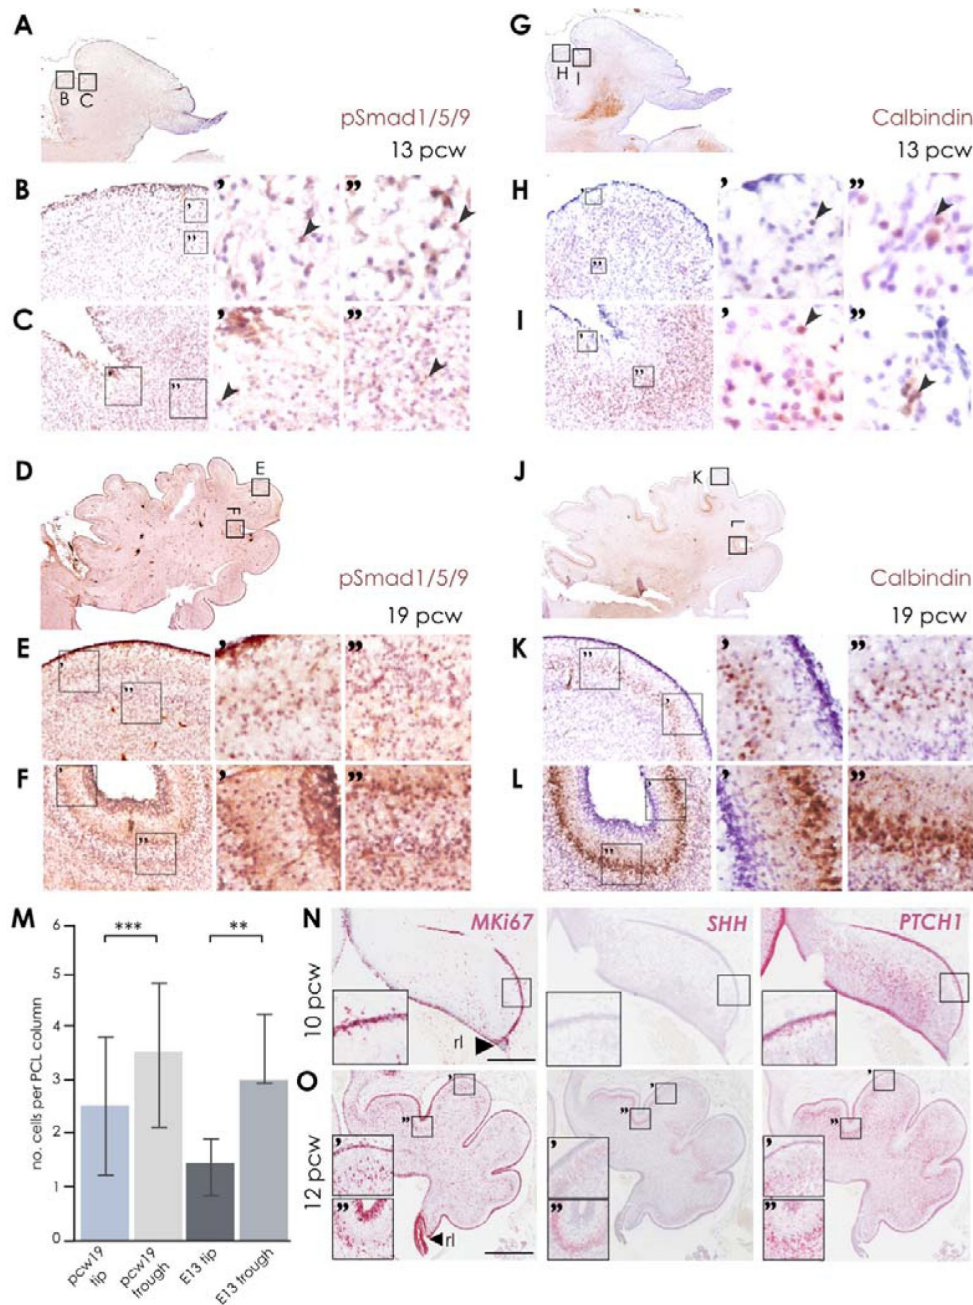 A
G
B
C
H
I
pSmad1/5/9
13 pcw
Calbindin
13 pcw
B
’
”
’
”
H
’
”
’
”
C
’
”
’
”
I
’
”
’
”
D
E
F
J
K
L
pSmad1/5/9
19 pcw
Calbindin
19 pcw
E
’
”
’
”
K
”
’
’
”
F
’
”
’
”
L
’
”
’
”
M
6
5
4
3
2
1
0
no. cells per PCL column
***
**
pcw19 tip
pcw19 trough
E13 tip
E13 trough
N
MKi67
SHH
PTCH1
10 pcw
rl
O
12 pcw
’
”
’
”
rl
’
”
’
”
’
”
’
”